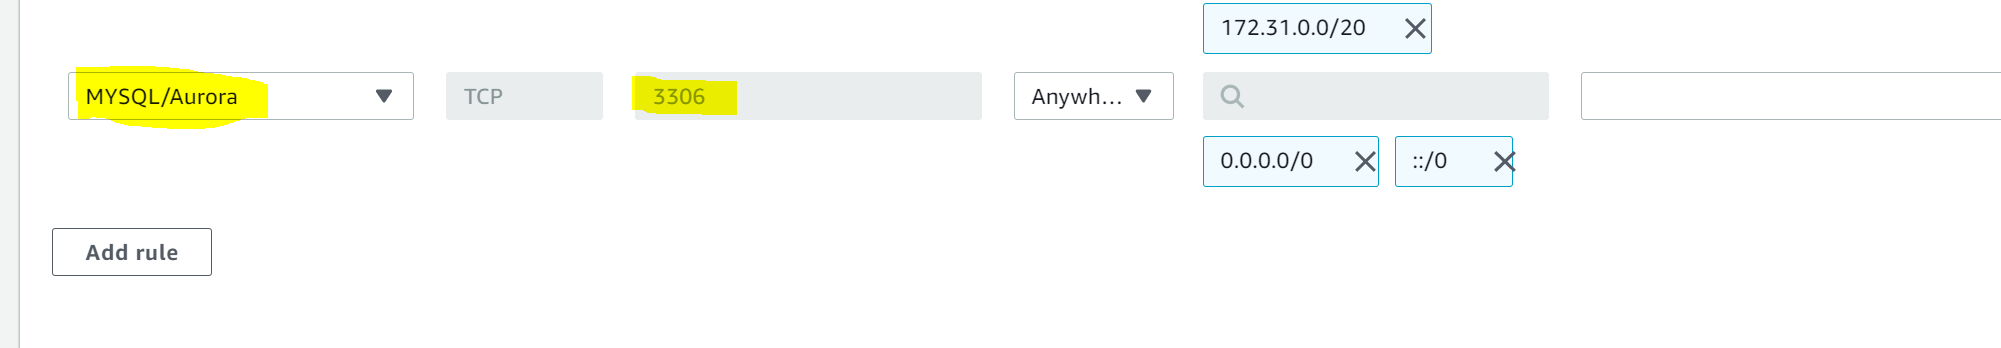 172.31.0.0/20
MYSQL/Aurora TCP 3306 Anywh...
0.0.0.0/0 ::/0
Add rule